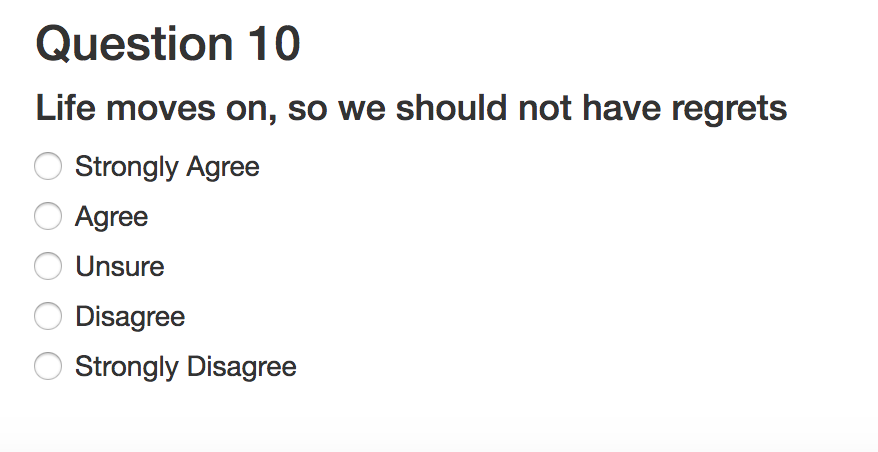 Question 10
Life moves on, so we should not have regrets
Strongly Agree
Agree
Unsure
Disagree
Strongly Disagree